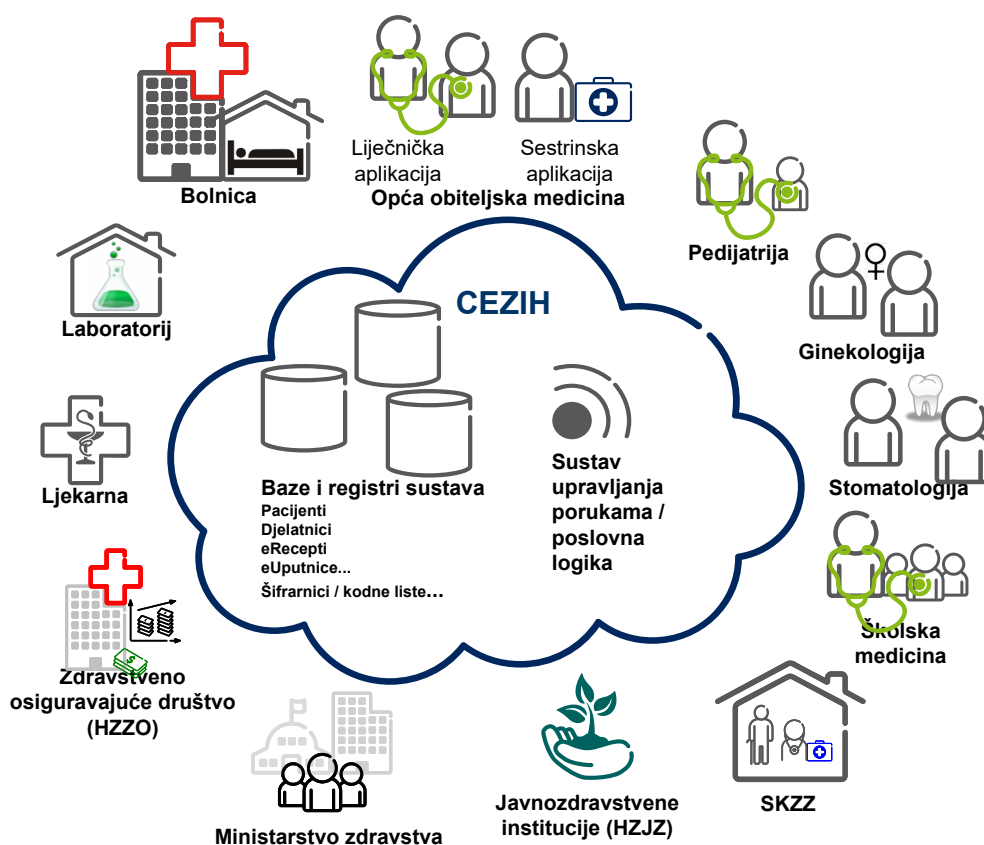 Liječnička
aplikacija
Sestrinska
aplikacija
Opća obiteljska medicina
Bolnica
Pedijatrija
Laboratorij
CEZIH
Ginekologija
Ljekarna
Baze i registri sustava
Pacijenti
Djelatnici
eRecepti
eUputnice...
Šifrarnici / kodne liste...
Sustav
upravljanja
porukama /
poslovna
logika
Stomatologija
Školska
medicina
$
Zdravstveno
osiguravajuće društvo
(HZZO)
Ministarstvo zdravstva
Javnozdravstvene
institucije (HZJZ)
SKZZ